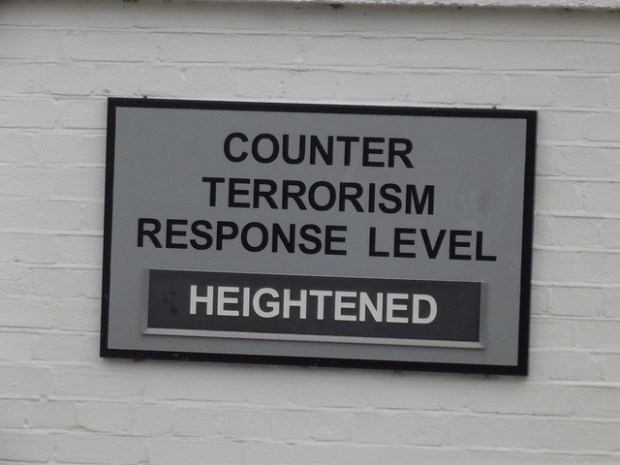 COUNTER
TERRORISM
RESPONSE LEVEL
HEIGHTENED